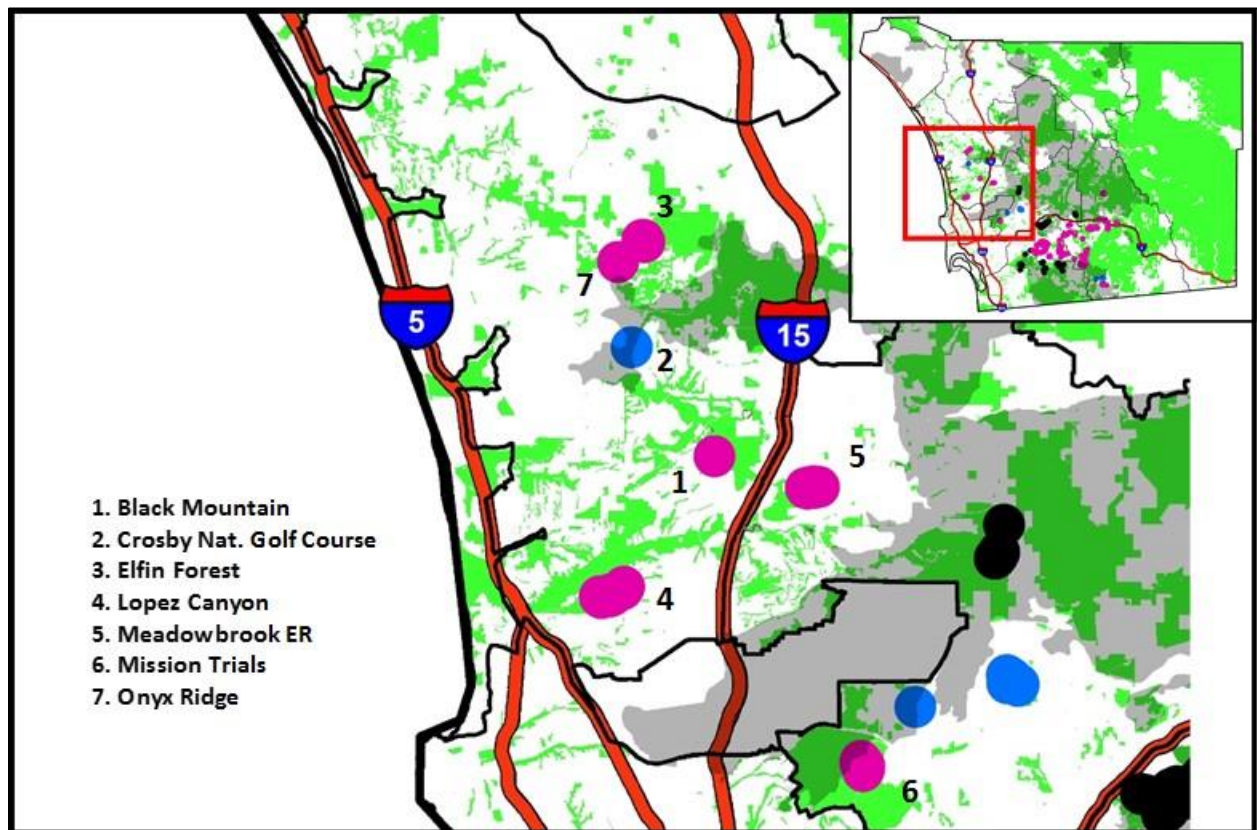 3
7
5
15
2
5
1
1. Black Mountain
2. Crosby Nat. Golf Course
3. Elfin Forest
4. Lopez Canyon
5. Meadowbrook ER
6. Mission Trials
7. Onyx Ridge
4
6